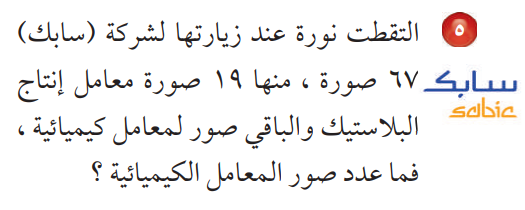 ٥ التقطت نورة عند زيارتها لشركة (سابك)
٦٧ صورة ، منها ١٩ صورة معامل إنتاج
البلاستيك والباقي صور لمعامل كيميائية ،
فما عدد صور المعامل الكيميائية ؟
سابك
sabic